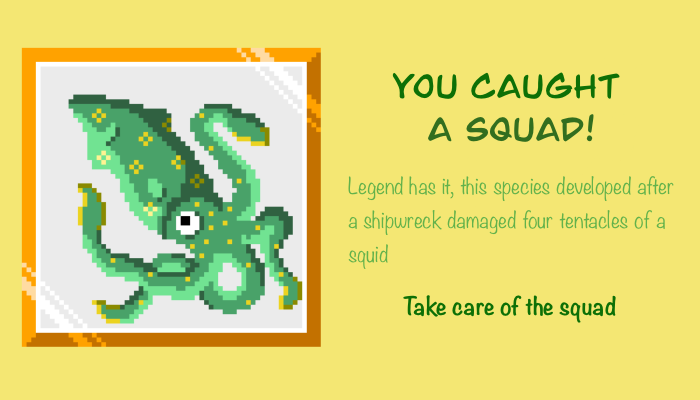 YOU CAUGHT
A SQUAD!
Legend has it, this species developed after
a shipwreck damaged four tentacles of a
squid
Take care of the squad